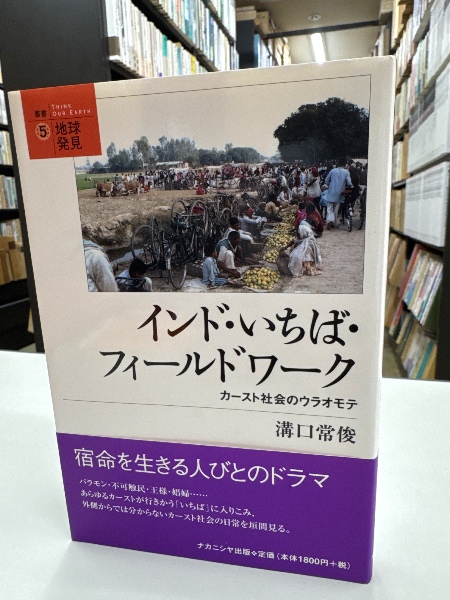 叢書
THINK
OUR EARTH
5
地球
発見
インド・いちば・
フィールドワーク
カースト社会のウラオモテ
溝口常俊
宿命を生きる人びとのドラマ
バラモン・不可触民・王様・娼婦……
あらゆるカーストが行きかう「いちば」に入りこみ、
外側からでは分からないカースト社会の日常を垣間見る。
ナカニシヤ出版❖定価(本体1800円+税)